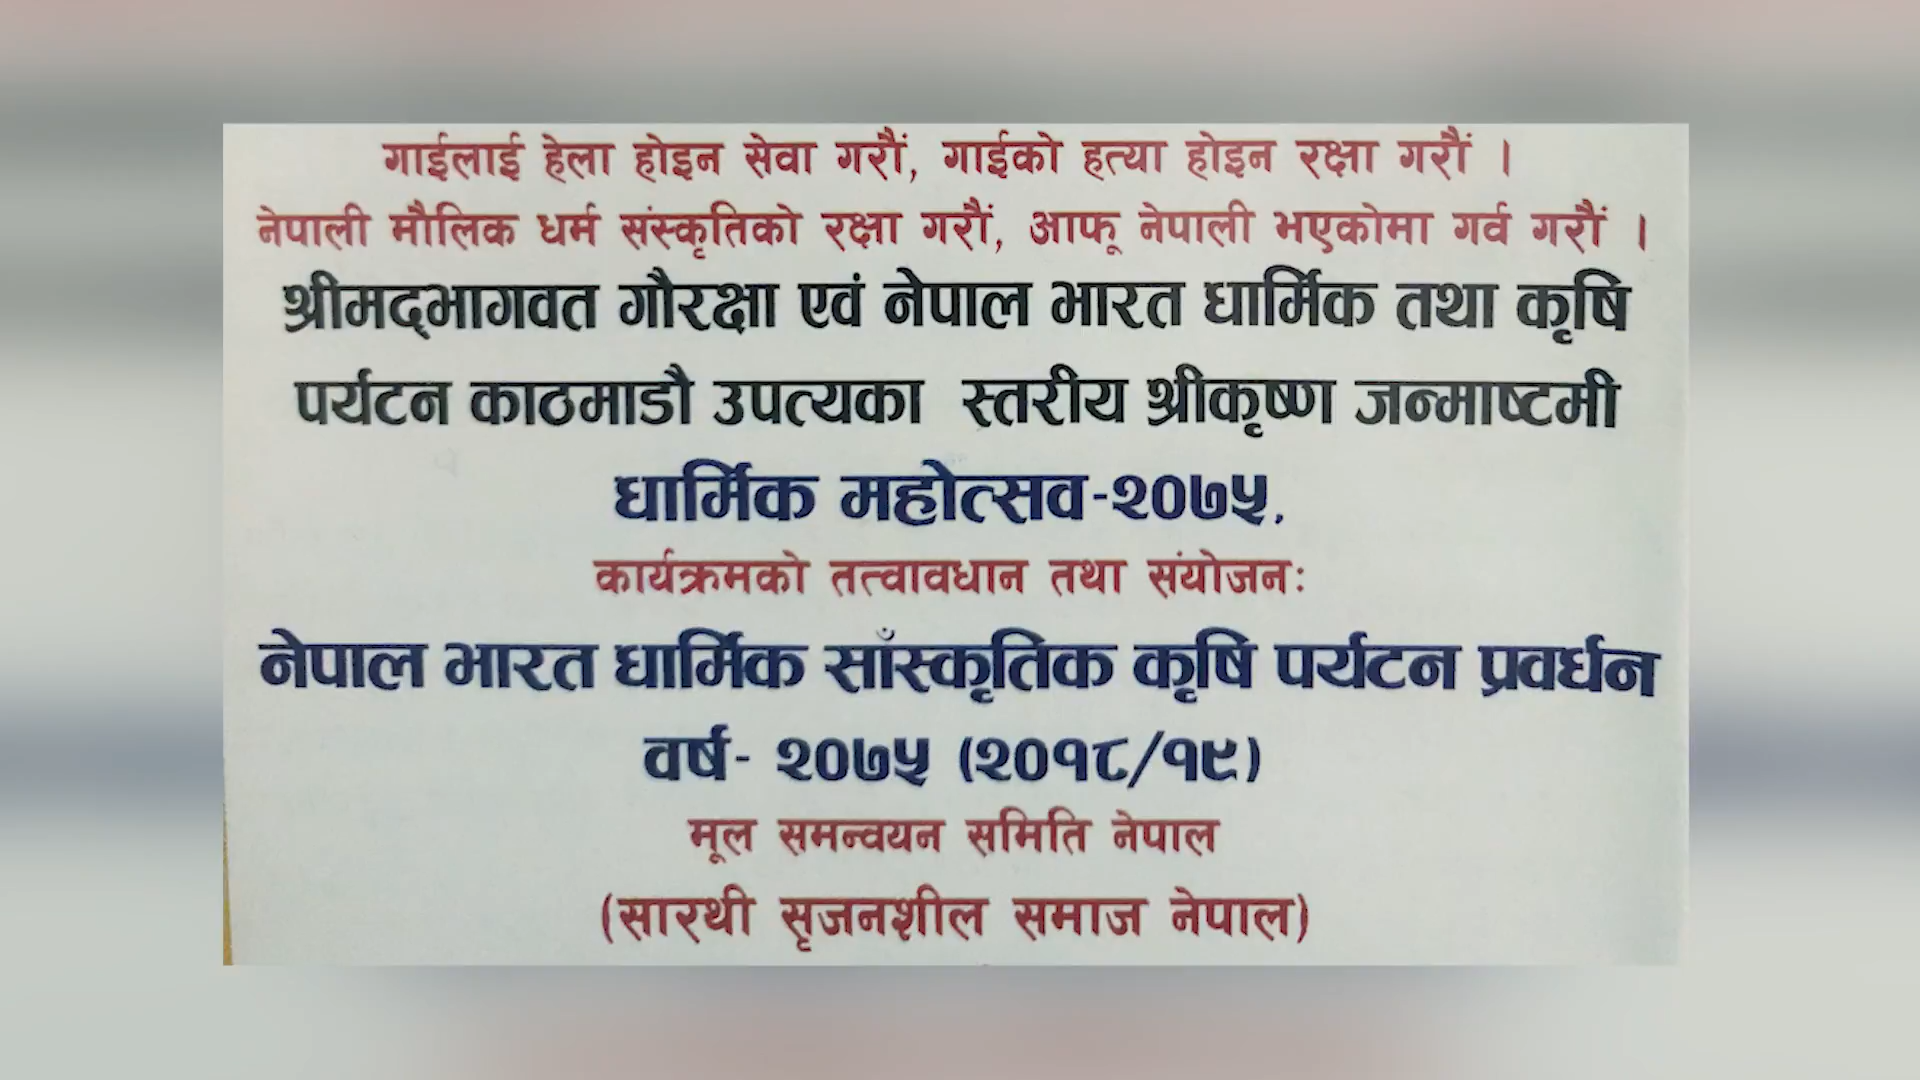 गाईलाई हेला होइन सेवा गरौं, गाईको हत्या होइन रक्षा गरौं ।
नेपाली मौलिक धर्म संस्कृतिको रक्षा गरौं, आफू नेपाली भएकोमा गर्व गरौं ।
श्रीमद्भागवत गौरक्षा एवं नेपाल भारत धार्मिक तथा कृषि
पर्यटन काठमाडौ उपत्यका स्तरीय श्रीकृष्ण जन्माष्टमी
धार्मिक महोत्सव-२०७५.
कार्यक्रमको तत्वावधान तथा संयोजनः
नेपाल भारत धार्मिक साँस्कृतिक कृषि पर्यटन प्रवर्धन
वर्ष- २०७५ (२०१८/१९)
मूल समन्वयन समिति नेपाल
(सारथी सृजनशील समाज नेपाल)